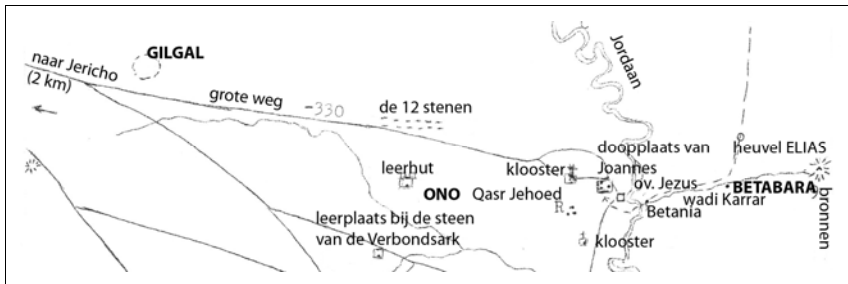 GILGAL
naar Jericho
(2 km)
grote weg
-330
de 12 stenen
Jordaan
doopplaats van
Joannes
heuvel ELIAS
klooster
leerhut
ONO
Qasr Jehoed
ov. Jezus
BETABARA
wadi Karrar
Betania
bronnen
leerplaats bij de steen
van de Verbondsark
R
klooster